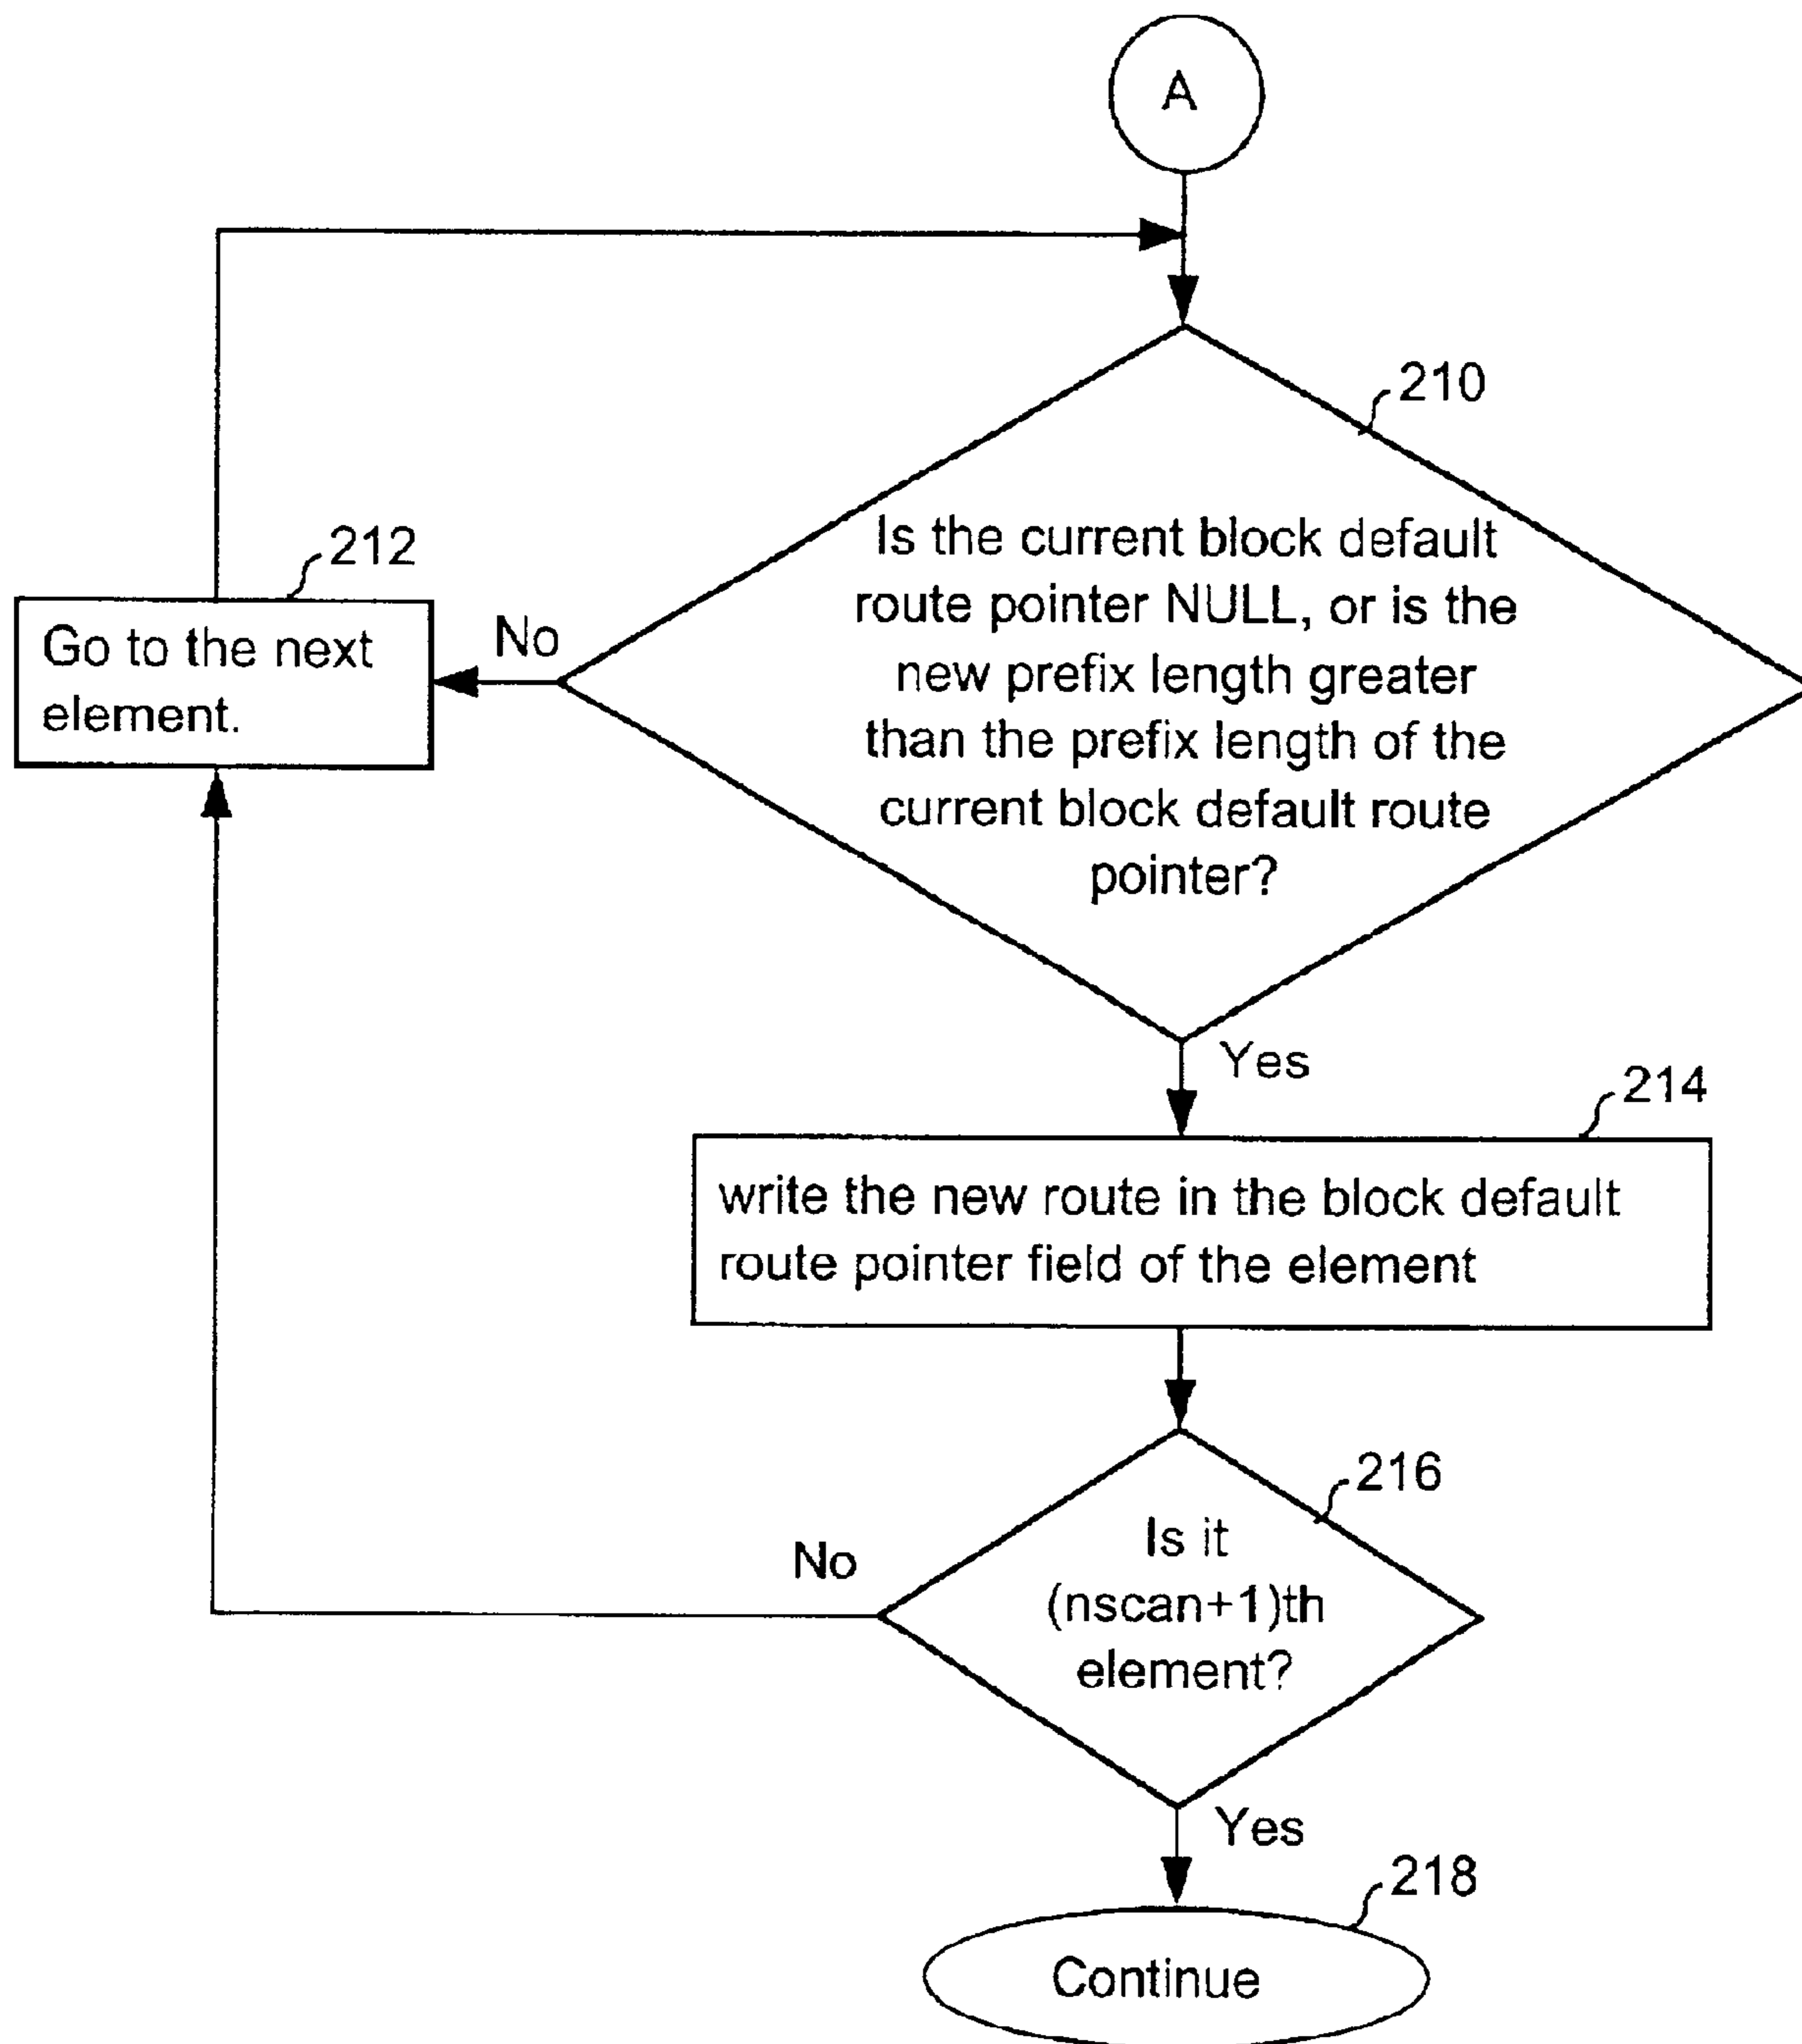 A
210
Is the current block default
route pointer NULL, or is the
new prefix length greater
than the prefix length of the
current block default route
pointer?
212
Go to the next
element.
No
Yes
214
write the new route in the block default
route pointer field of the element
216
Is it
(nscan+1)th
element?
No
Yes
218
Continue